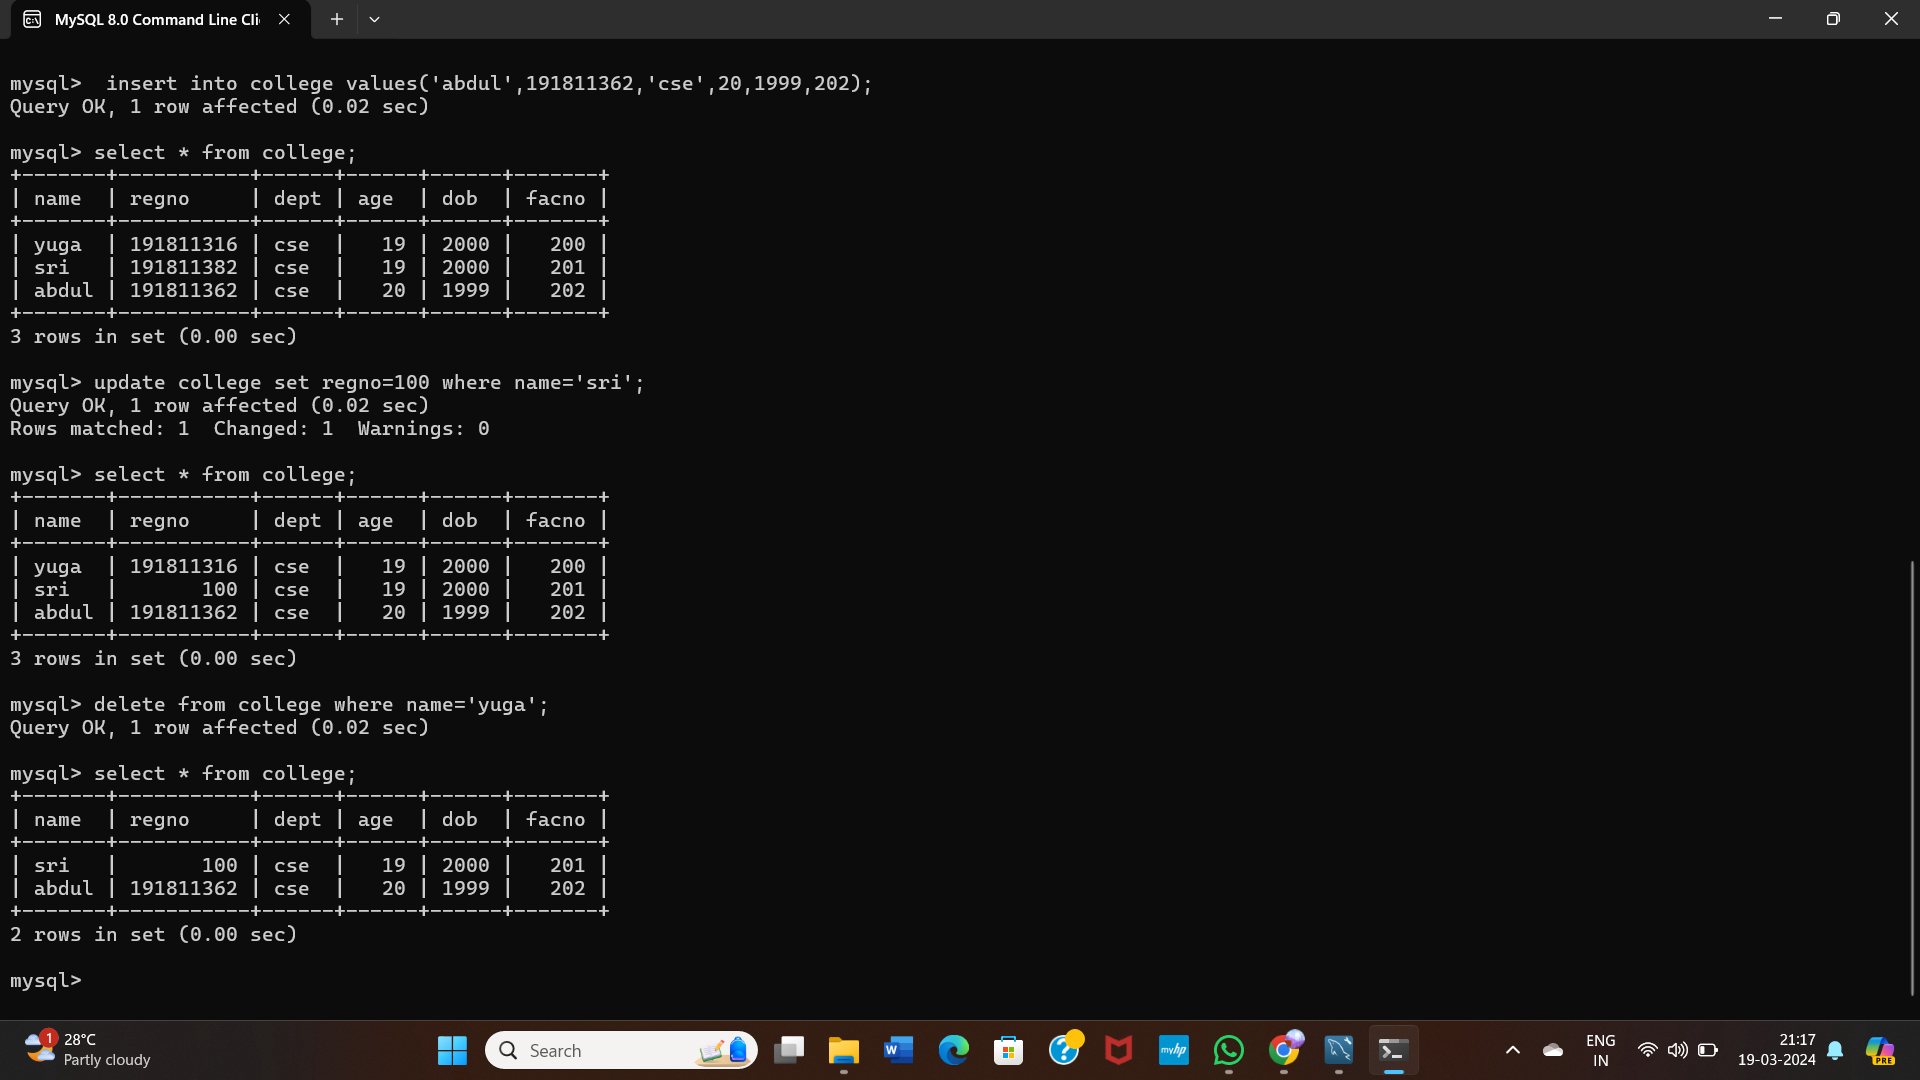 MySQL 8.0 Command Line Cli
mysql>  insert into college values('abdul',191811362,'cse',20,1999,202);
Query OK, 1 row affected (0.02 sec)
mysql> select * from college;
+-------+-----------+------+------+------+-------+
| name  | regno     | dept | age  | dob  | facno |
+-------+-----------+------+------+------+-------+
| yuga  | 191811316 | cse  |   19 | 2000 |   200 |
| sri   | 191811382 | cse  |   19 | 2000 |   201 |
| abdul | 191811362 | cse  |   20 | 1999 |   202 |
+-------+-----------+------+------+------+-------+
3 rows in set (0.00 sec)
mysql> update college set regno=100 where name='sri';
Query OK, 1 row affected (0.02 sec)
Rows matched: 1  Changed: 1  Warnings: 0
mysql> select * from college;
+-------+-----------+------+------+------+-------+
| name  | regno     | dept | age  | dob  | facno |
+-------+-----------+------+------+------+-------+
| yuga  | 191811316 | cse  |   19 | 2000 |   200 |
| sri   |       100 | cse  |   19 | 2000 |   201 |
| abdul | 191811362 | cse  |   20 | 1999 |   202 |
+-------+-----------+------+------+------+-------+
3 rows in set (0.00 sec)
mysql> delete from college where name='yuga';
Query OK, 1 row affected (0.02 sec)
mysql> select * from college;
+-------+-----------+------+------+------+-------+
| name  | regno     | dept | age  | dob  | facno |
+-------+-----------+------+------+------+-------+
| sri   |       100 | cse  |   19 | 2000 |   201 |
| abdul | 191811362 | cse  |   20 | 1999 |   202 |
+-------+-----------+------+------+------+-------+
2 rows in set (0.00 sec)
mysql>
1
28°C
Partly cloudy
Search
W
?
myhp
ENG
IN
21:17
19-03-2024
PRE